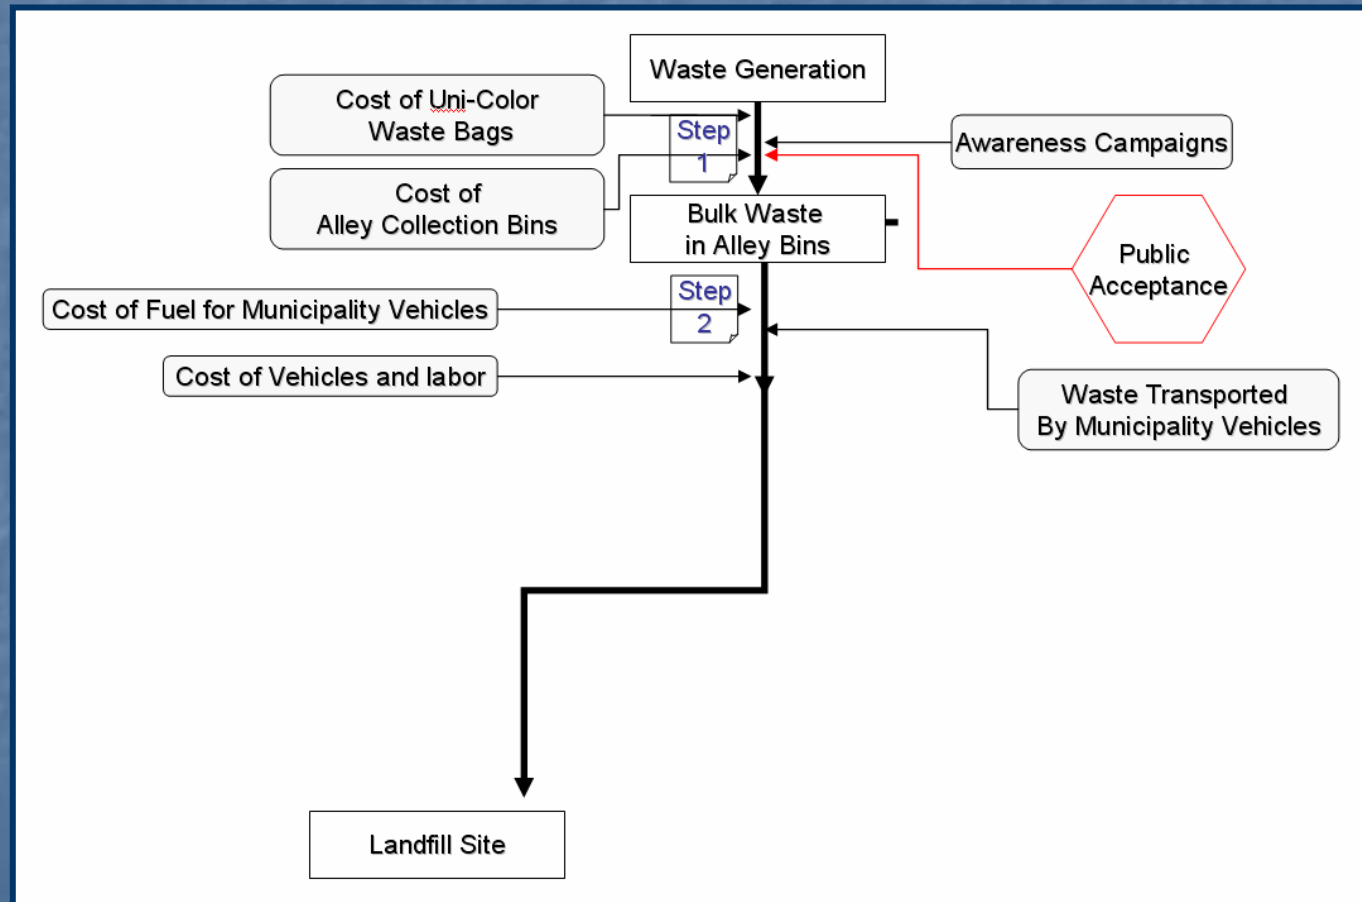 Waste Generation
Cost of Uni-Color
Waste Bags
Step
1
Awareness Campaigns
Cost of
Alley Collection Bins
Bulk Waste
in Alley Bins
Public
Acceptance
Cost of Fuel for Municipality Vehicles
Step
2
Cost of Vehicles and labor
Waste Transported
By Municipality Vehicles
Landfill Site